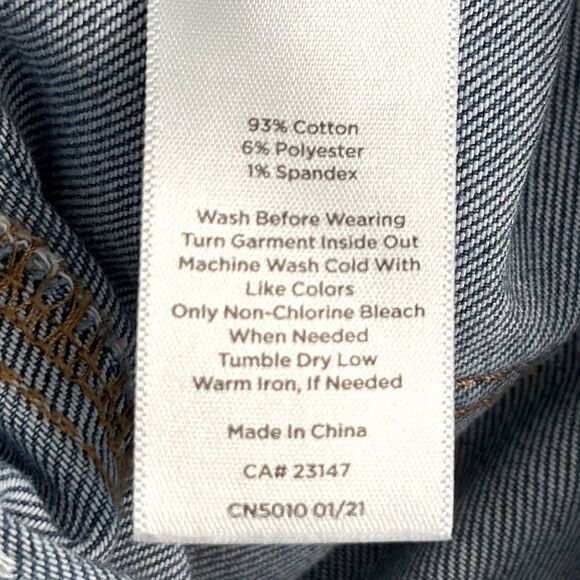 93% Cotton
6% Polyester
1% Spandex
Wash Before Wearing
Turn Garment Inside Out
Machine Wash Cold With
Like Colors
Only Non-Chlorine Bleach
When Needed
Tumble Dry Low
Warm Iron, If Needed
Made In China
CA# 23147
CN5010 01/21